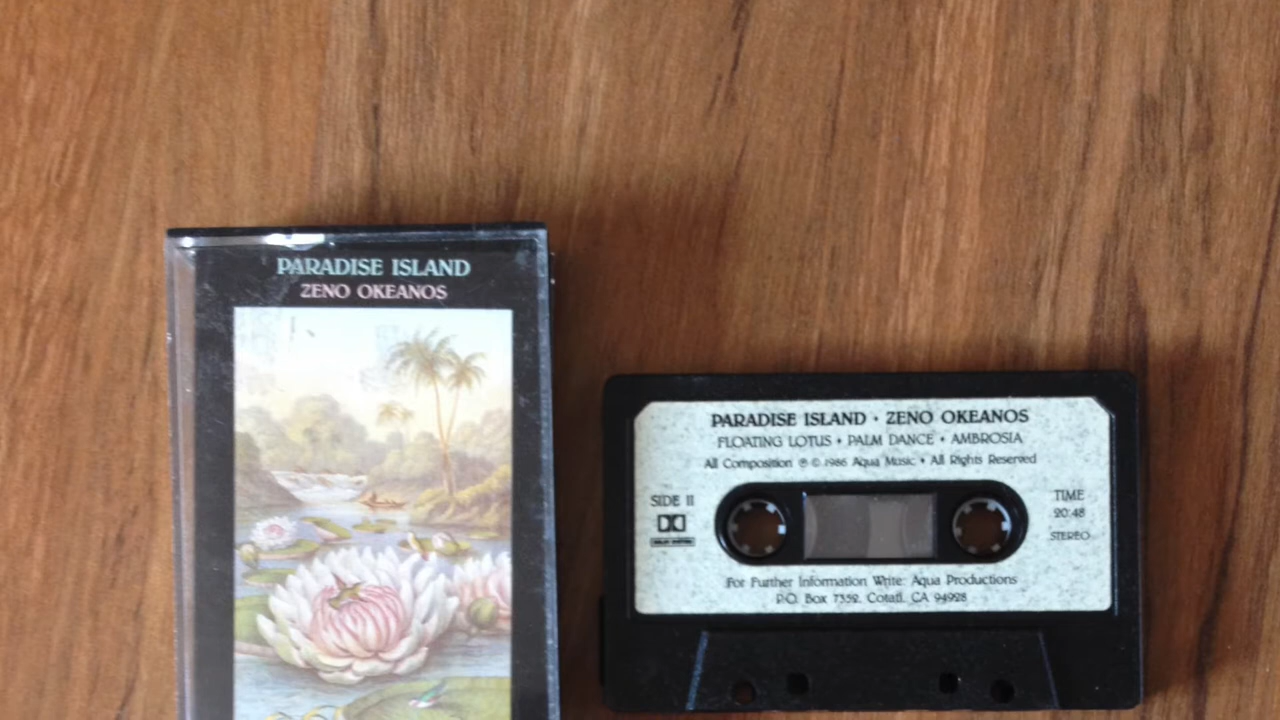 PARADISE ISLAND
ZENO OKEANOS
PARADISE ISLAND • ZENO OKEANOS
FLOATING LOTUS • PALM DANCE • AMBROSIA
All Composition ℗ © 1986 Aqua Music • All Rights Reserved
SIDE II
TIME
20:48
STEREO
For Further Information Write: Aqua Productions
P.O. Box 7352, Cotati, CA 94928